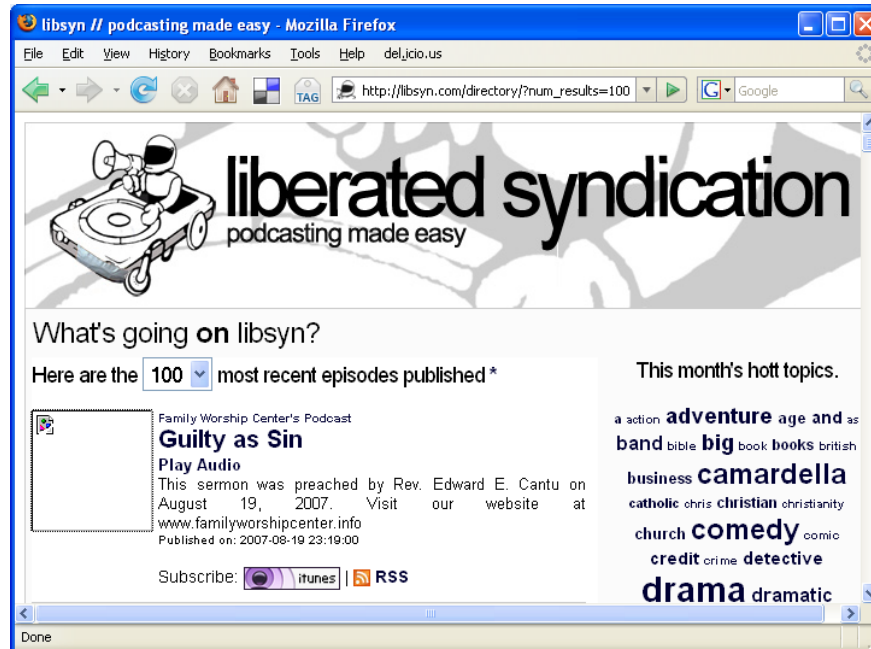 libsyn // podcasting made easy - Mozilla Firefox
File Edit View History Bookmarks Tools Help del.icio.us
TAG http://libsyn.com/directory/?num_results=100 G Google
liberated syndication
podcasting made easy
What's going on libsyn?
Here are the 100 most recent episodes published *
Family Worship Center's Podcast
Guilty as Sin
Play Audio
This sermon was preached by Rev. Edward E. Cantu on
August 19, 2007. Visit our website at
www.familyworshipcenter.info
Published on: 2007-08-19 23:19:00
Subscribe: itunes | RSS
This month's hott topics.
a action adventure age and as
band bible big book books british
business camardella
catholic chris christian christianity
church comedy comic
credit crime detective
drama dramatic
Done